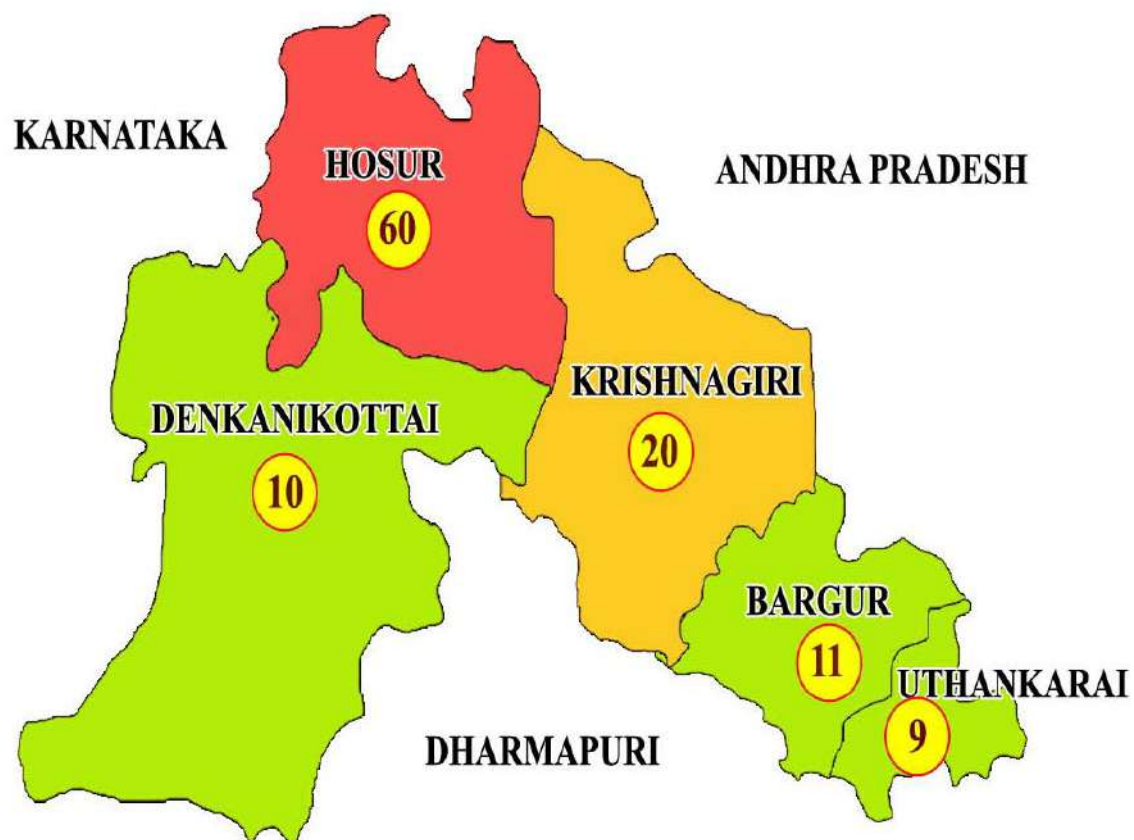 KARNATAKA
HOSUR
60
ANDHRA PRADESH
KRISHNAGIRI
20
DENKANIKOTTAI
10
BARGUR
11
UTHANKARAI
9
DHARMAPURI